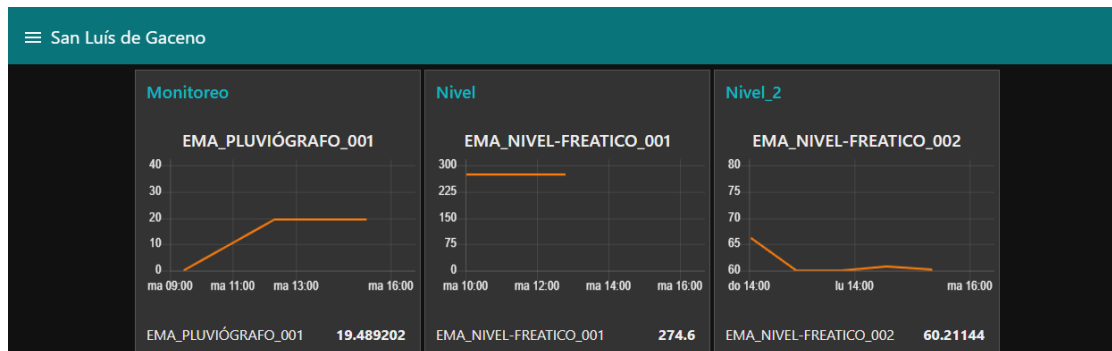 San Luís de Gaceno
Monitoreo
EMA_PLUVIÓGRAFO_001
40
30
20
10
0
ma 09:00 ma 11:00 ma 13:00 ma 16:00
EMA_PLUVIÓGRAFO_001 19.489202
Nivel
EMA_NIVEL-FREATICO_001
300
225
150
75
0
ma 10:00 ma 12:00 ma 14:00 ma 16:00
EMA_NIVEL-FREATICO_001 274.6
Nivel_2
EMA_NIVEL-FREATICO_002
80
75
70
65
60
do 14:00 lu 14:00 ma 16:00
EMA_NIVEL-FREATICO_002 60.21144